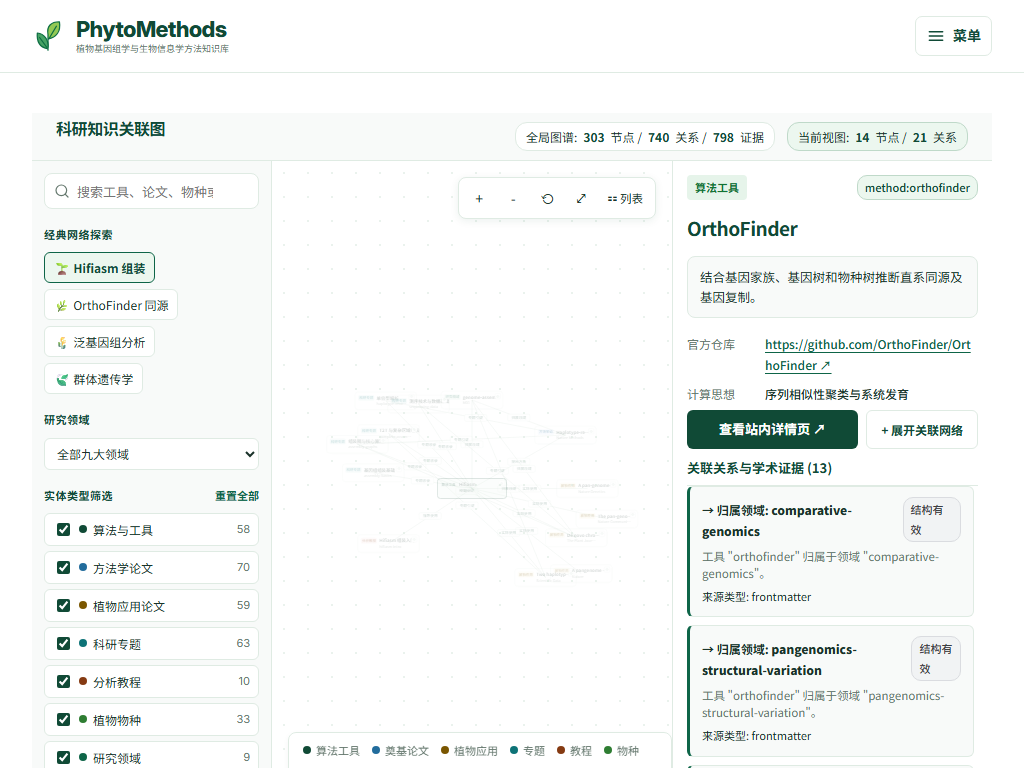 PhytoMethods
植物基因组学与生物信息学方法知识库
菜单
科研知识关联图
全局图谱: 303 节点 / 740 关系 / 798 证据
当前视图: 14 节点 / 21 关系
搜索工具、论文、物种
经典网络探索
Hifiasm 组装
OrthoFinder 同源
泛基因组分析
群体遗传学
研究领域
全部九大领域
实体类型筛选
重置全部
算法与工具 58
方法学论文 70
植物应用论文 59
科研专题 63
分析教程 10
植物物种 33
研究领域 9
+
-
列表
算法工具
奠基论文
植物应用
专题
教程
物种
算法工具
method:orthofinder
OrthoFinder
结合基因家族、基因树和物种树推断直系同源及
基因复制。
官方仓库
https://github.com/OrthoFinder/Ort
hoFinder ↗
计算思想
序列相似性聚类与系统发育
查看站内详情页 ↗
+ 展开关联网络
关联关系与学术证据 (13)
→ 归属领域: comparative-
genomics
结构有
效
工具 "orthofinder" 归属于领域 "comparative-
genomics"。
来源类型: frontmatter
→ 归属领域: pangenomics-
structural-variation
结构有
效
工具 "orthofinder" 归属于领域 "pangenomics-
structural-variation"。
来源类型: frontmatter